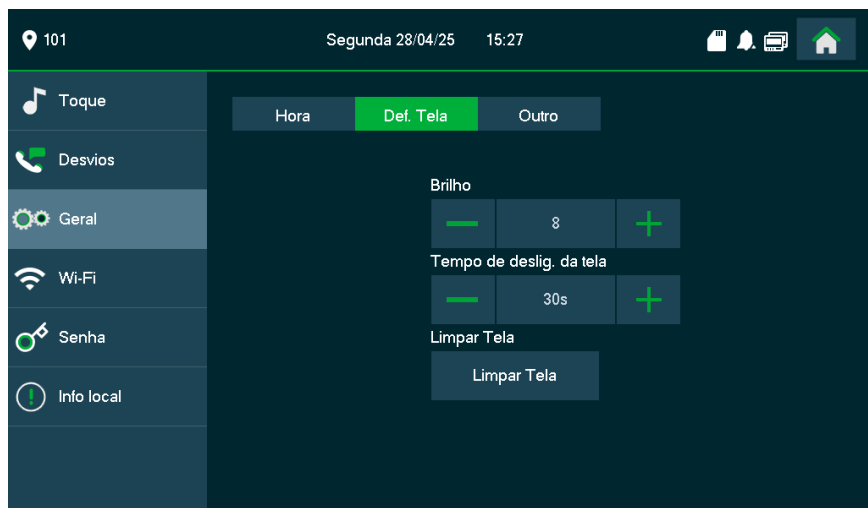 101 Segunda 28/04/25 15:27
Toque
Desvios
Geral
Wi-Fi
Senha
Info local
Hora Def. Tela Outro
Brilho
8
Tempo de deslig. da tela
30s
Limpar Tela
Limpar Tela